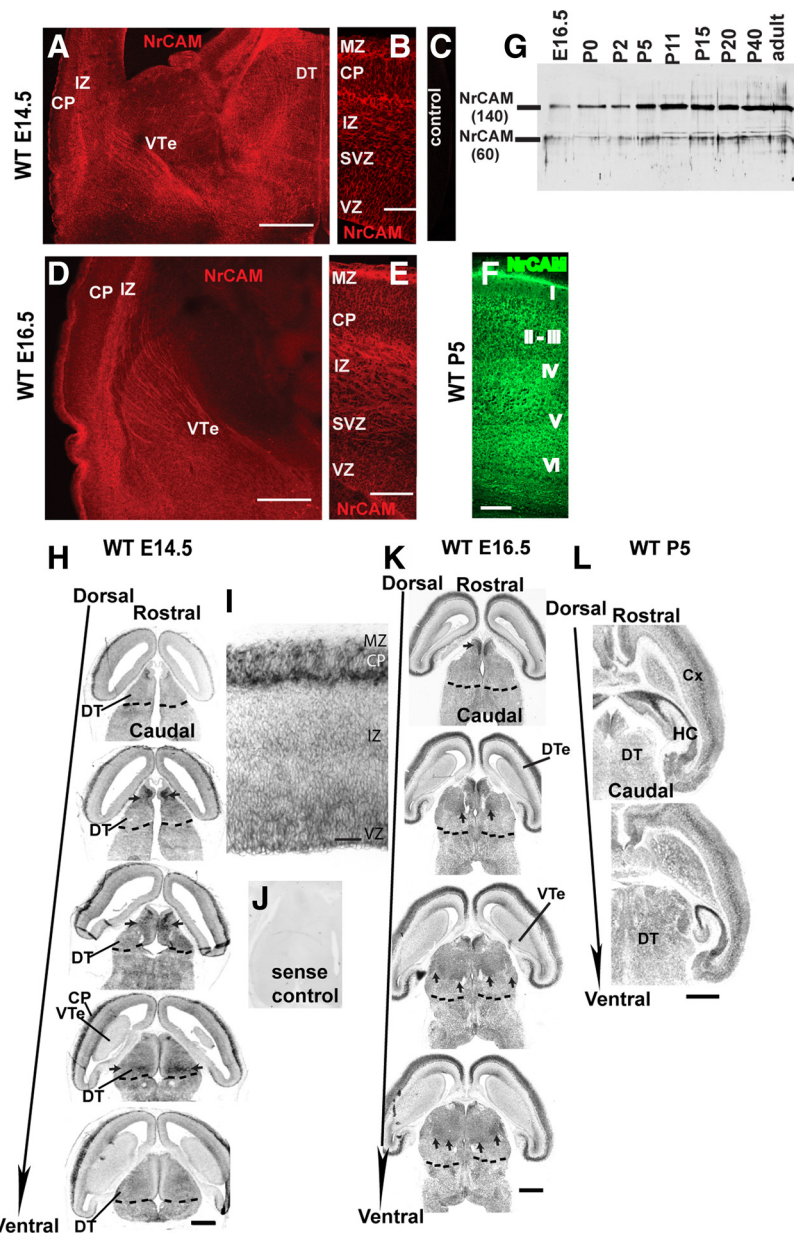 A
NrCAM
IZ
CP
DT
VTe
WT E14.5
B
MZ
CP
IZ
SVZ
VZ
NrCAM
C
control
G
E16.5
P0
P2
P5
P11
P15
P20
P40
adult
NrCAM
(140)
NrCAM
(60)
D
NrCAM
CP
IZ
VTe
WT E16.5
E
MZ
CP
IZ
SVZ
VZ
NrCAM
F
NrCAM
I
II - III
IV
V
VI
WT P5
H
WT E14.5
Dorsal
Rostral
DT
Caudal
DT
DT
CP
VTe
DT
DT
Ventral
I
MZ
CP
IZ
VZ
J
sense
control
K
WT E16.5
Dorsal
Rostral
Caudal
DTe
VTe
Ventral
L
WT P5
Dorsal
Rostral
Cx
HC
DT
Caudal
DT
Ventral